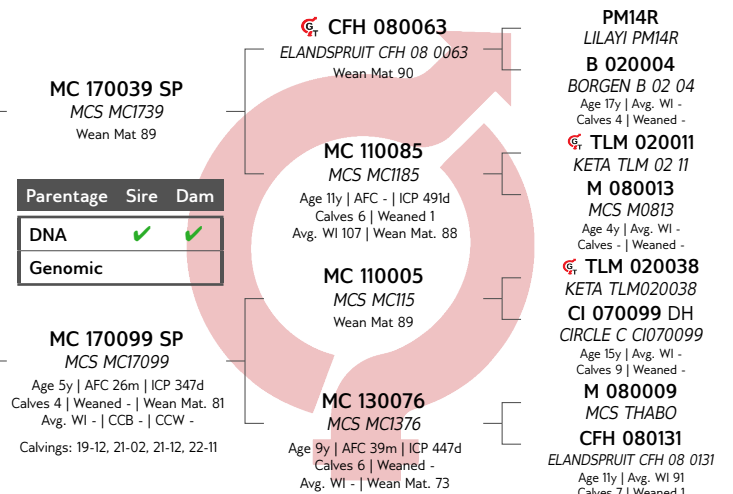 MC 170039 SP
MCS MC1739
Wean Mat 89
Parentage Sire Dam
DNA ✔ ✔
Genomic
MC 170099 SP
MCS MC17099
Age 5y | AFC 26m | ICP 347d
Calves 4 | Weaned - | Wean Mat. 81
Avg. WI - | CCB - | CCW -
Calvings: 19-12, 21-02, 21-12, 22-11
GT CFH 080063
ELANDSPRUIT CFH 08 0063
Wean Mat 90
MC 110085
MCS MC1185
Age 11y | AFC - | ICP 491d
Calves 6 | Weaned 1
Avg. WI 107 | Wean Mat. 88
MC 110005
MCS MC115
Wean Mat 89
MC 130076
MCS MC1376
Age 9y | AFC 39m | ICP 447d
Calves 6 | Weaned -
Avg. WI - | Wean Mat. 73
PM14R
LILAYI PM14R
B 020004
BORGEN B 02 04
Age 17y | Avg. WI -
Calves 4 | Weaned -
GT TLM 020011
KETA TLM 02 11
M 080013
MCS M0813
Age 4y | Avg. WI -
Calves - | Weaned -
GT TLM 020038
KETA TLM020038
CI 070099 DH
CIRCLE C CI070099
Age 15y | Avg. WI -
Calves 9 | Weaned -
M 080009
MCS THABO
CFH 080131
ELANDSPRUIT CFH 08 0131
Age 11y | Avg. WI 91
Calves 7 | Weaned 1